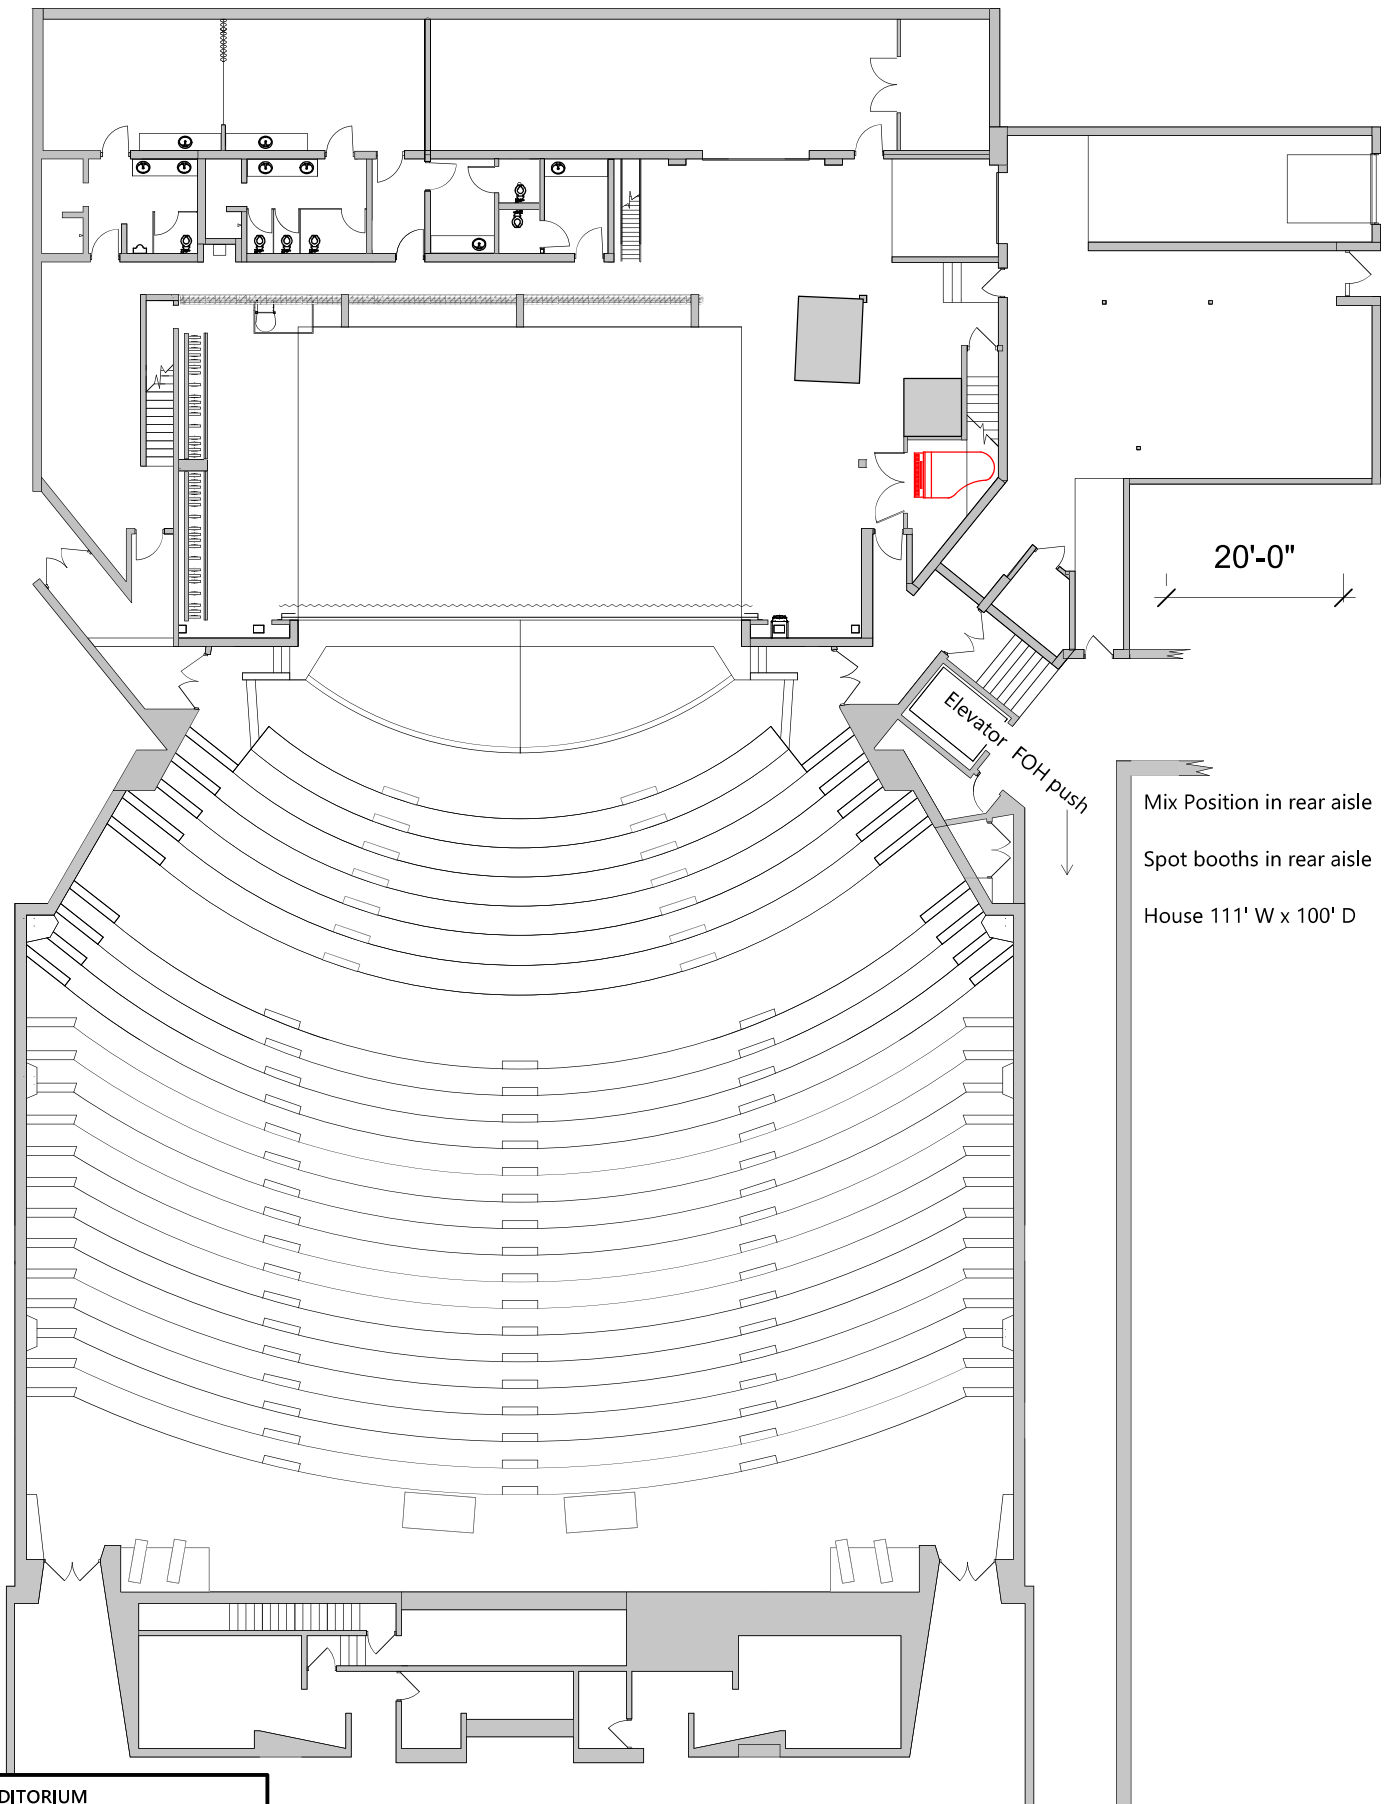 20'-0"
Elevator FOH push
Mix Position in rear aisle
Spot booths in rear aisle
House 111' W x 100' D
DITORIUM